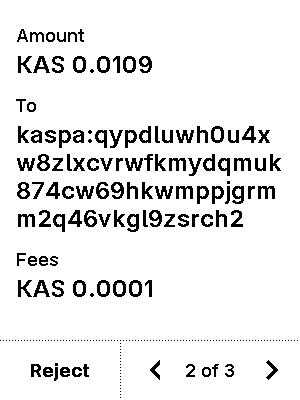 Amount
KAS 0.0109
To
kaspa:qypdluwh0u4x
w8zlxcvrwfkmydqmuk
874cw69hkwmppjgrm
m2q46vkgl9zsrch2
Fees
KAS 0.0001
Reject
2 of 3